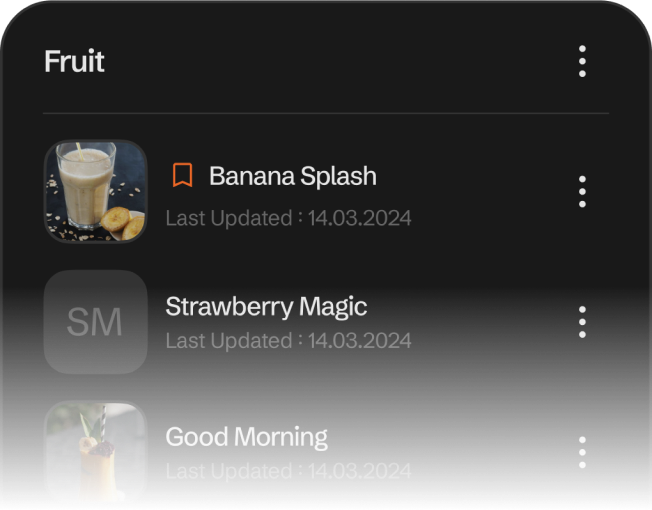 Fruit
Banana Splash
Last Updated : 14.03.2024
SM
Strawberry Magic
Last Updated : 14.03.2024
Good Morning
Last Updated : 14.03.2024